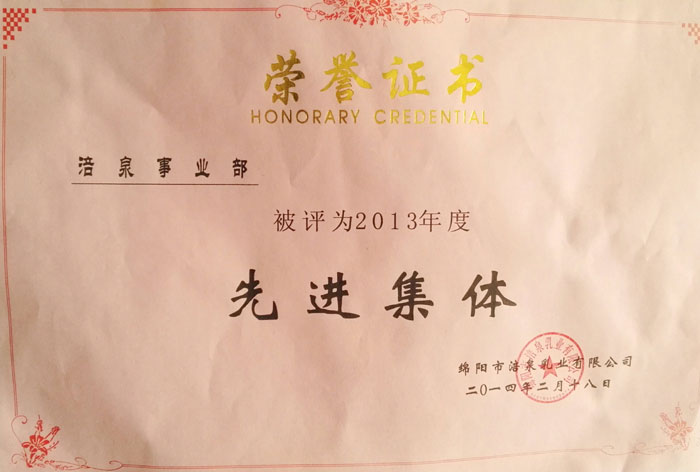 荣誉证书
HONORARY CREDENTIAL
涪泉事业部
被评为2013年度
先进集体
绵阳市涪泉乳业有限公司
二〇一四年二月十八日